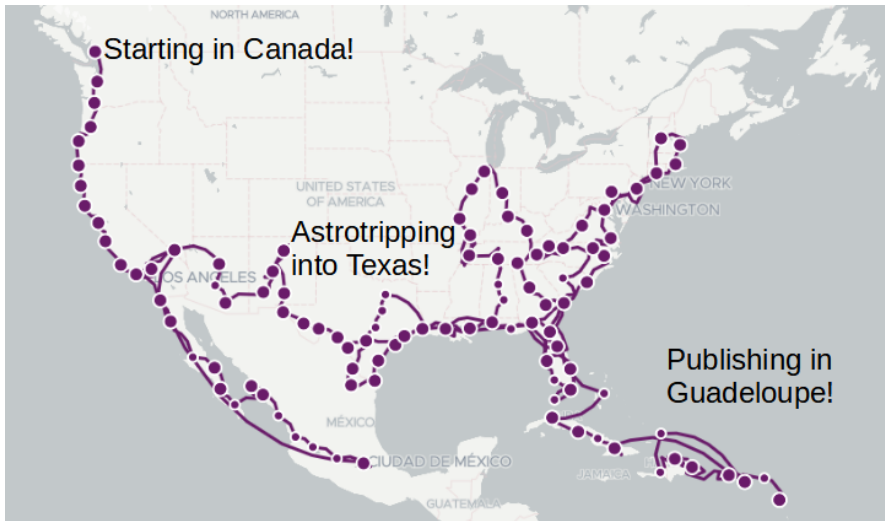 NORTH AMERICA
Starting in Canada!
UNITED STATES
OF AMERICA
NEW YORK
WASHINGTON
Astrotripping
into Texas!
LOS ANGELES
Publishing in
Guadeloupe!
MÉXICO
CIUDAD DE MÉXICO
JAMAICA
GUATEMALA